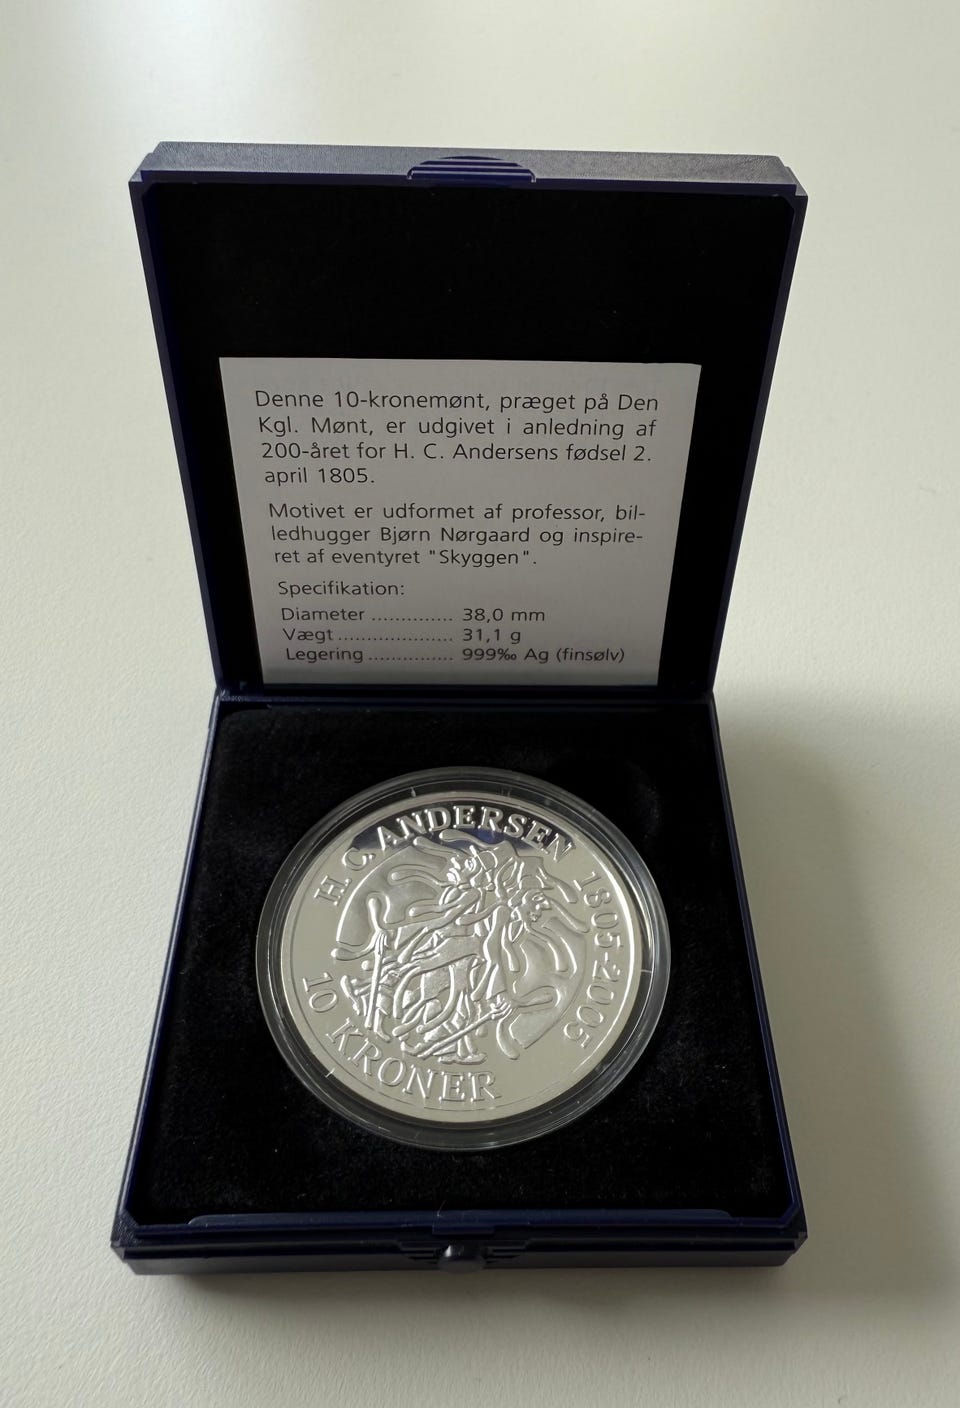 Denne 10-kronemønt, præget på Den
Kgl. Mønt, er udgivet i anledning af
200-året for H. C. Andersens fødsel 2.
april 1805.
Motivet er udformet af professor, bil-
ledhugger Bjørn Nørgaard og inspire-
ret af eventyret "Skyggen".
Specifikation:
Diameter .............. 38,0 mm
Vægt .................... 31,1 g
Legering ............... 999‰ Ag (finsølv)
H. C. ANDERSEN 1805-2005
10 KRONER